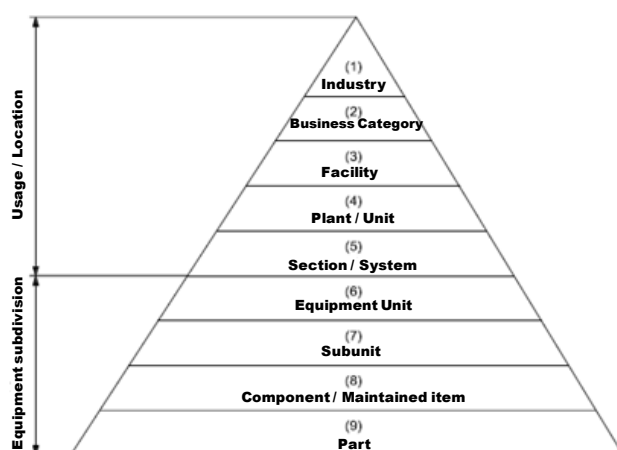 Usage / Location
Equipment subdivision
(1)
Industry
(2)
Business Category
(3)
Facility
(4)
Plant / Unit
(5)
Section / System
(6)
Equipment Unit
(7)
Subunit
(8)
Component / Maintained item
(9)
Part